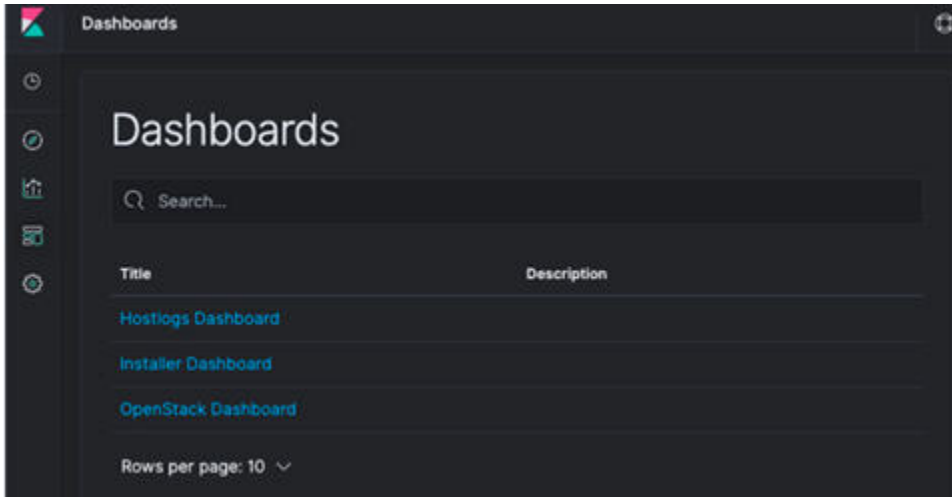 Dashboards
Dashboards
Search...
Title Description
Hostlogs Dashboard
Installer Dashboard
OpenStack Dashboard
Rows per page: 10